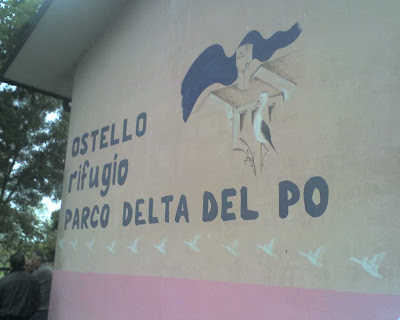 OSTELLO
rifugio
PARCO DELTA DEL PO